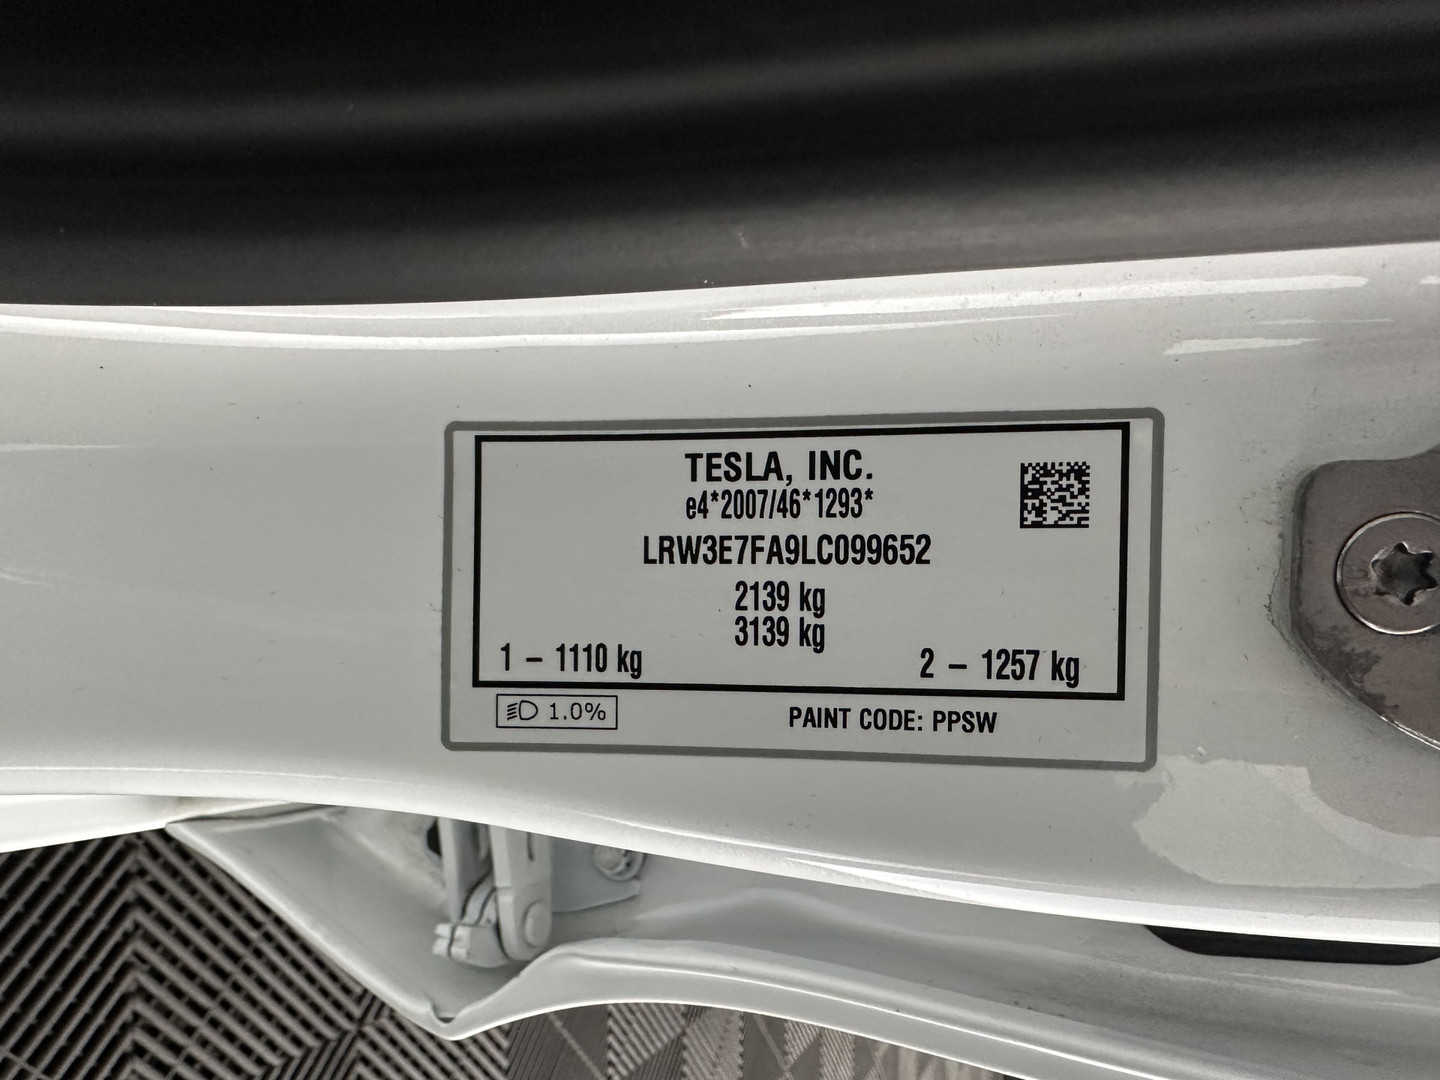 TESLA, INC.
e4*2007/46*1293*
LRW3E7FA9LC099652
2139 kg
3139 kg
1 – 1110 kg
2 – 1257 kg
1.0%
PAINT CODE: PPSW